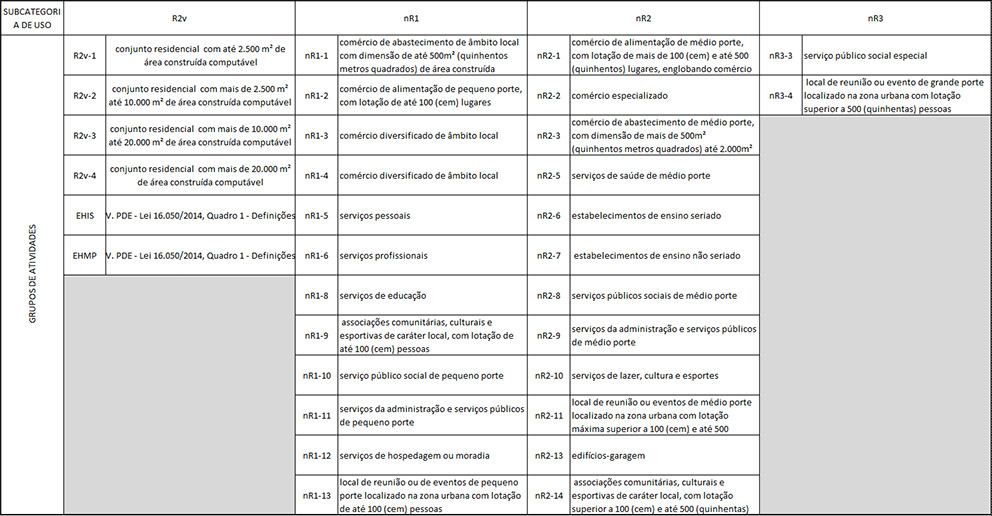 SUBCATEGORI
A DE USO
R2v
nR1
nR2
nR3
GRUPOS DE ATIVIDADES
R2v-1
conjunto residencial com até 2.500 m² de
área construída computável
nR1-1
comércio de abastecimento de âmbito local
com dimensão de até 500m² (quinhentos
metros quadrados) de área construída
nR2-1
comércio de alimentação de médio porte,
com lotação de mais de 100 (cem) e até 500
(quinhentos) lugares, englobando comércio
nR3-3
serviço público social especial
R2v-2
conjunto residencial com mais de 2.500 m²
até 10.000 m² de área construída computável
nR1-2
comércio de alimentação de pequeno porte,
com lotação de até 100 (cem) lugares
nR2-2
comércio especializado
nR3-4
local de reunião ou evento de grande porte
localizado na zona urbana com lotação
superior a 500 (quinhentas) pessoas
R2v-3
conjunto residencial com mais de 10.000 m²
até 20.000 m² de área construída computável
nR1-3
comércio diversificado de âmbito local
nR2-3
comércio de abastecimento de médio porte,
com dimensão de mais de 500m²
(quinhentos metros quadrados) até 2.000m²
R2v-4
conjunto residencial com mais de 20.000 m²
de área construída computável
nR1-4
comércio diversificado de âmbito local
nR2-5
serviços de saúde de médio porte
EHIS
V. PDE - Lei 16.050/2014, Quadro 1 - Definições
nR1-5
serviços pessoais
nR2-6
estabelecimentos de ensino seriado
EHMP
V. PDE - Lei 16.050/2014, Quadro 1 - Definições
nR1-6
serviços profissionais
nR2-7
estabelecimentos de ensino não seriado
nR1-8
serviços de educação
nR2-8
serviços públicos sociais de médio porte
nR1-9
associações comunitárias, culturais e
esportivas de caráter local, com lotação de
até 100 (cem) pessoas
nR2-9
serviços da administração e serviços públicos
de médio porte
nR1-10
serviço público social de pequeno porte
nR2-10
serviços de lazer, cultura e esportes
nR1-11
serviços da administração e serviços públicos
de pequeno porte
nR2-11
local de reunião ou eventos de médio porte
localizado na zona urbana com lotação
máxima superior a 100 (cem) e até 500
nR1-12
serviços de hospedagem ou moradia
nR2-13
edifícios-garagem
nR1-13
local de reunião ou de eventos de pequeno
porte localizado na zona urbana com lotação
de até 100 (cem) pessoas
nR2-14
associações comunitárias, culturais e
esportivas de caráter local, com lotação
superior a 100 (cem) e até 500 (quinhentas)